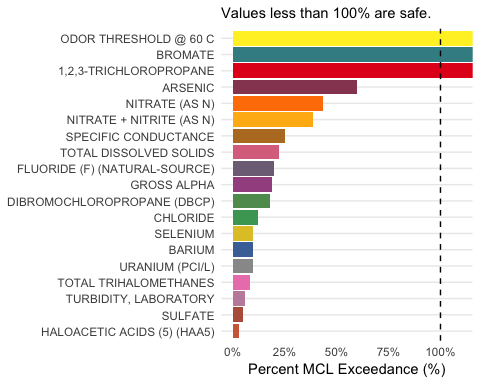 Values less than 100% are safe.
ODOR THRESHOLD @ 60 C
BROMATE
1,2,3-TRICHLOROPROPANE
ARSENIC
NITRATE (AS N)
NITRATE + NITRITE (AS N)
SPECIFIC CONDUCTANCE
TOTAL DISSOLVED SOLIDS
FLUORIDE (F) (NATURAL-SOURCE)
GROSS ALPHA
DIBROMOCHLOROPROPANE (DBCP)
CHLORIDE
SELENIUM
BARIUM
URANIUM (PCI/L)
TOTAL TRIHALOMETHANES
TURBIDITY, LABORATORY
SULFATE
HALOACETIC ACIDS (5) (HAA5)
0% 25% 50% 75% 100%
Percent MCL Exceedance (%)